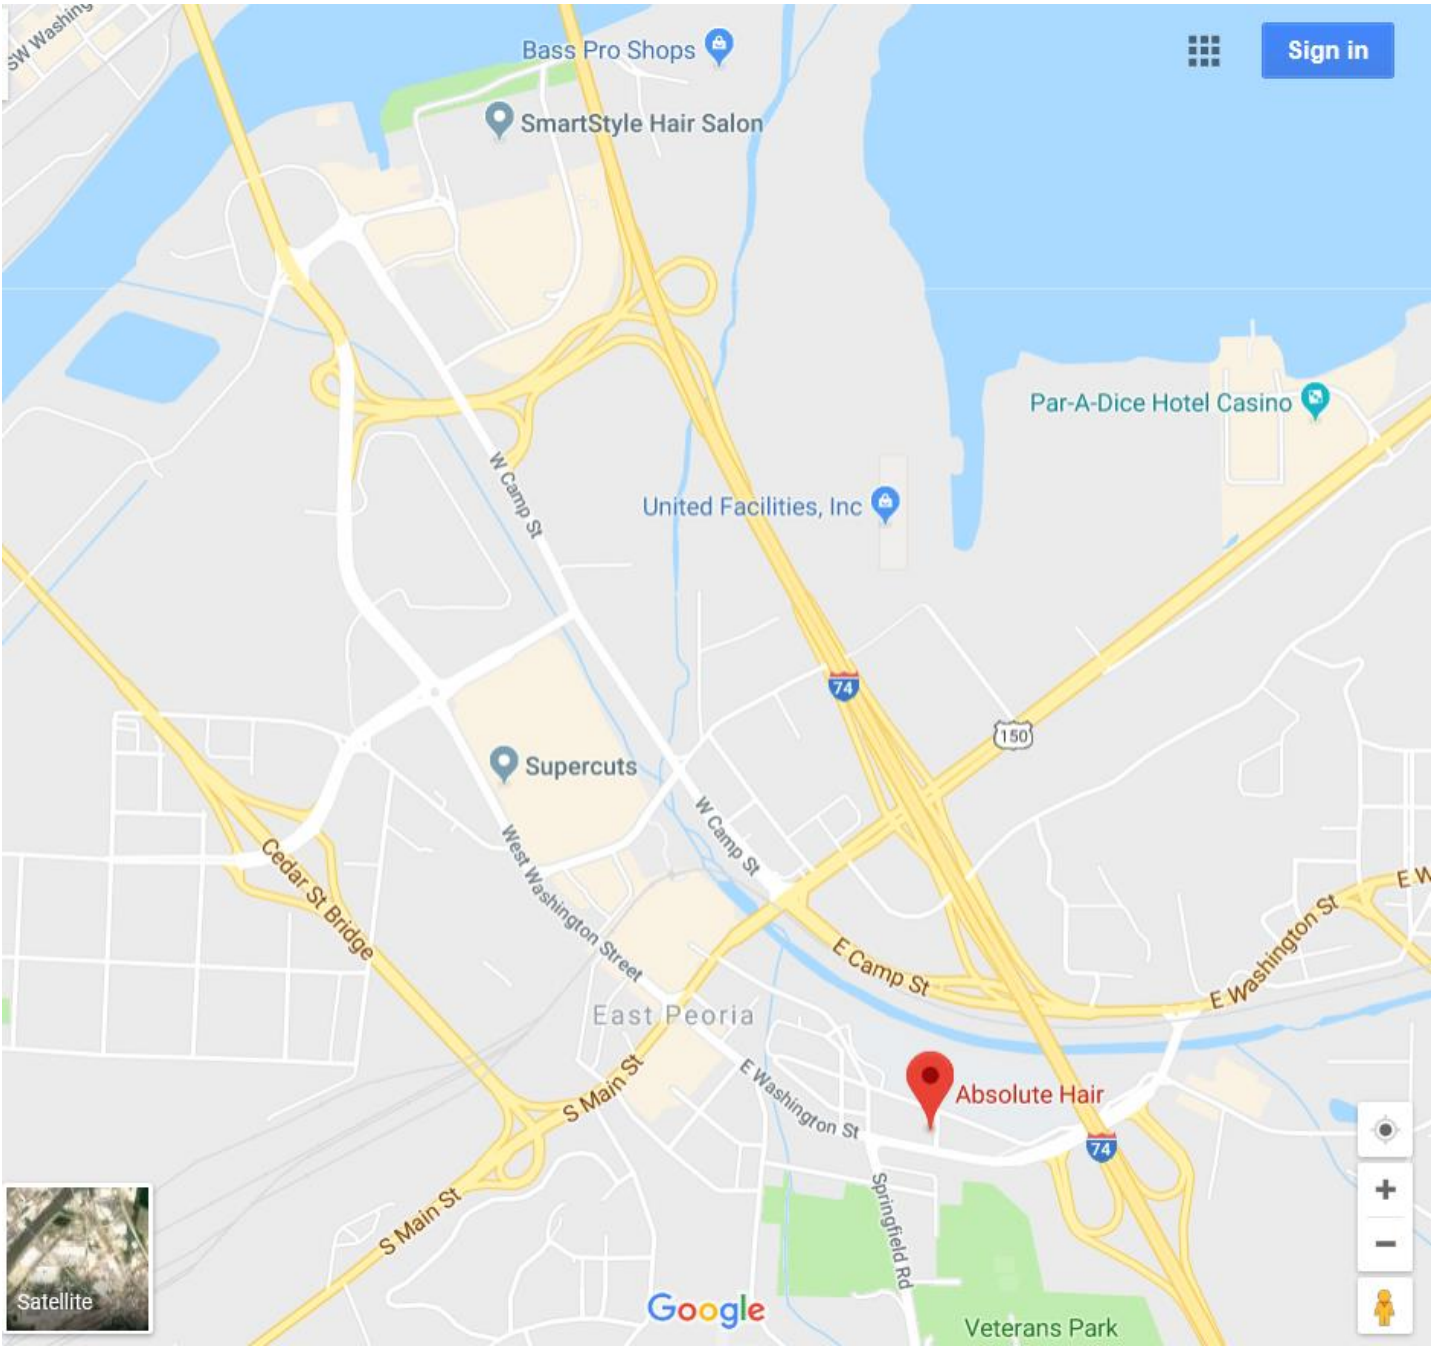 SW Washing
Bass Pro Shops
Sign in
SmartStyle Hair Salon
Par-A-Dice Hotel Casino
W Camp St
United Facilities, Inc
74
150
Supercuts
W Camp St
West Washington Street
Cedar St Bridge
E W
E Washington St
E Camp St
East Peoria
S Main St
E Washington St
Absolute Hair
74
Springfield Rd
S Main St
Satellite
Google
Veterans Park